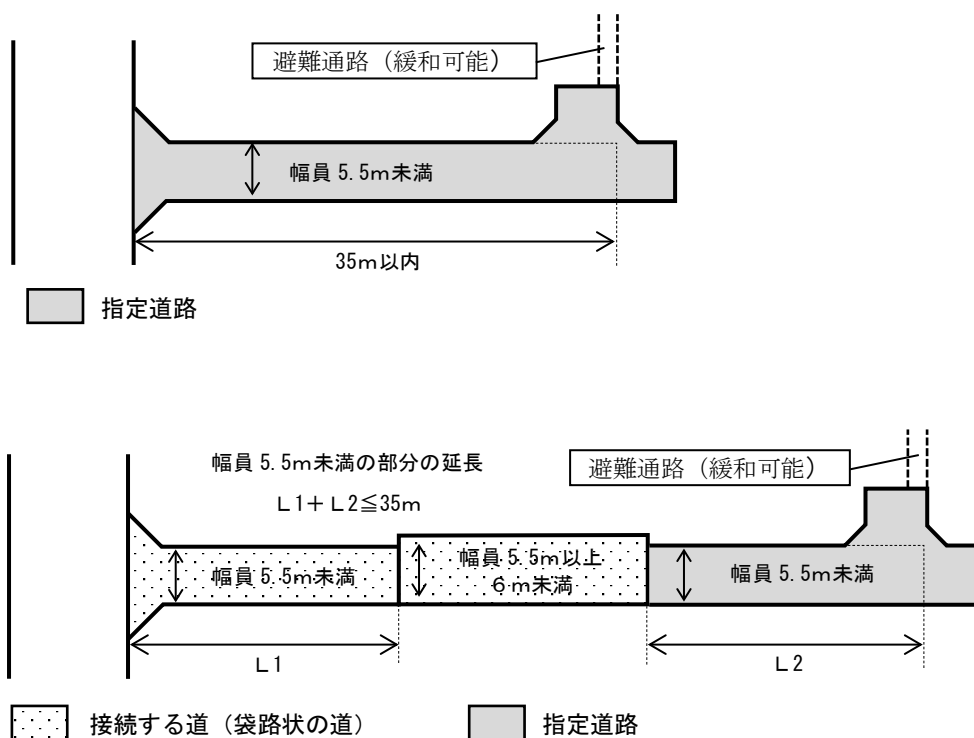 避難通路（緩和可能）
幅員 5.5ｍ未満
35ｍ以内
指定道路
幅員 5.5ｍ未満の部分の延長
Ｌ1＋Ｌ2≦35ｍ
避難通路（緩和可能）
幅員 5.5ｍ未満
幅員 5.5ｍ以上
６ｍ未満
幅員 5.5ｍ未満
Ｌ1
Ｌ2
接続する道（袋路状の道）
指定道路